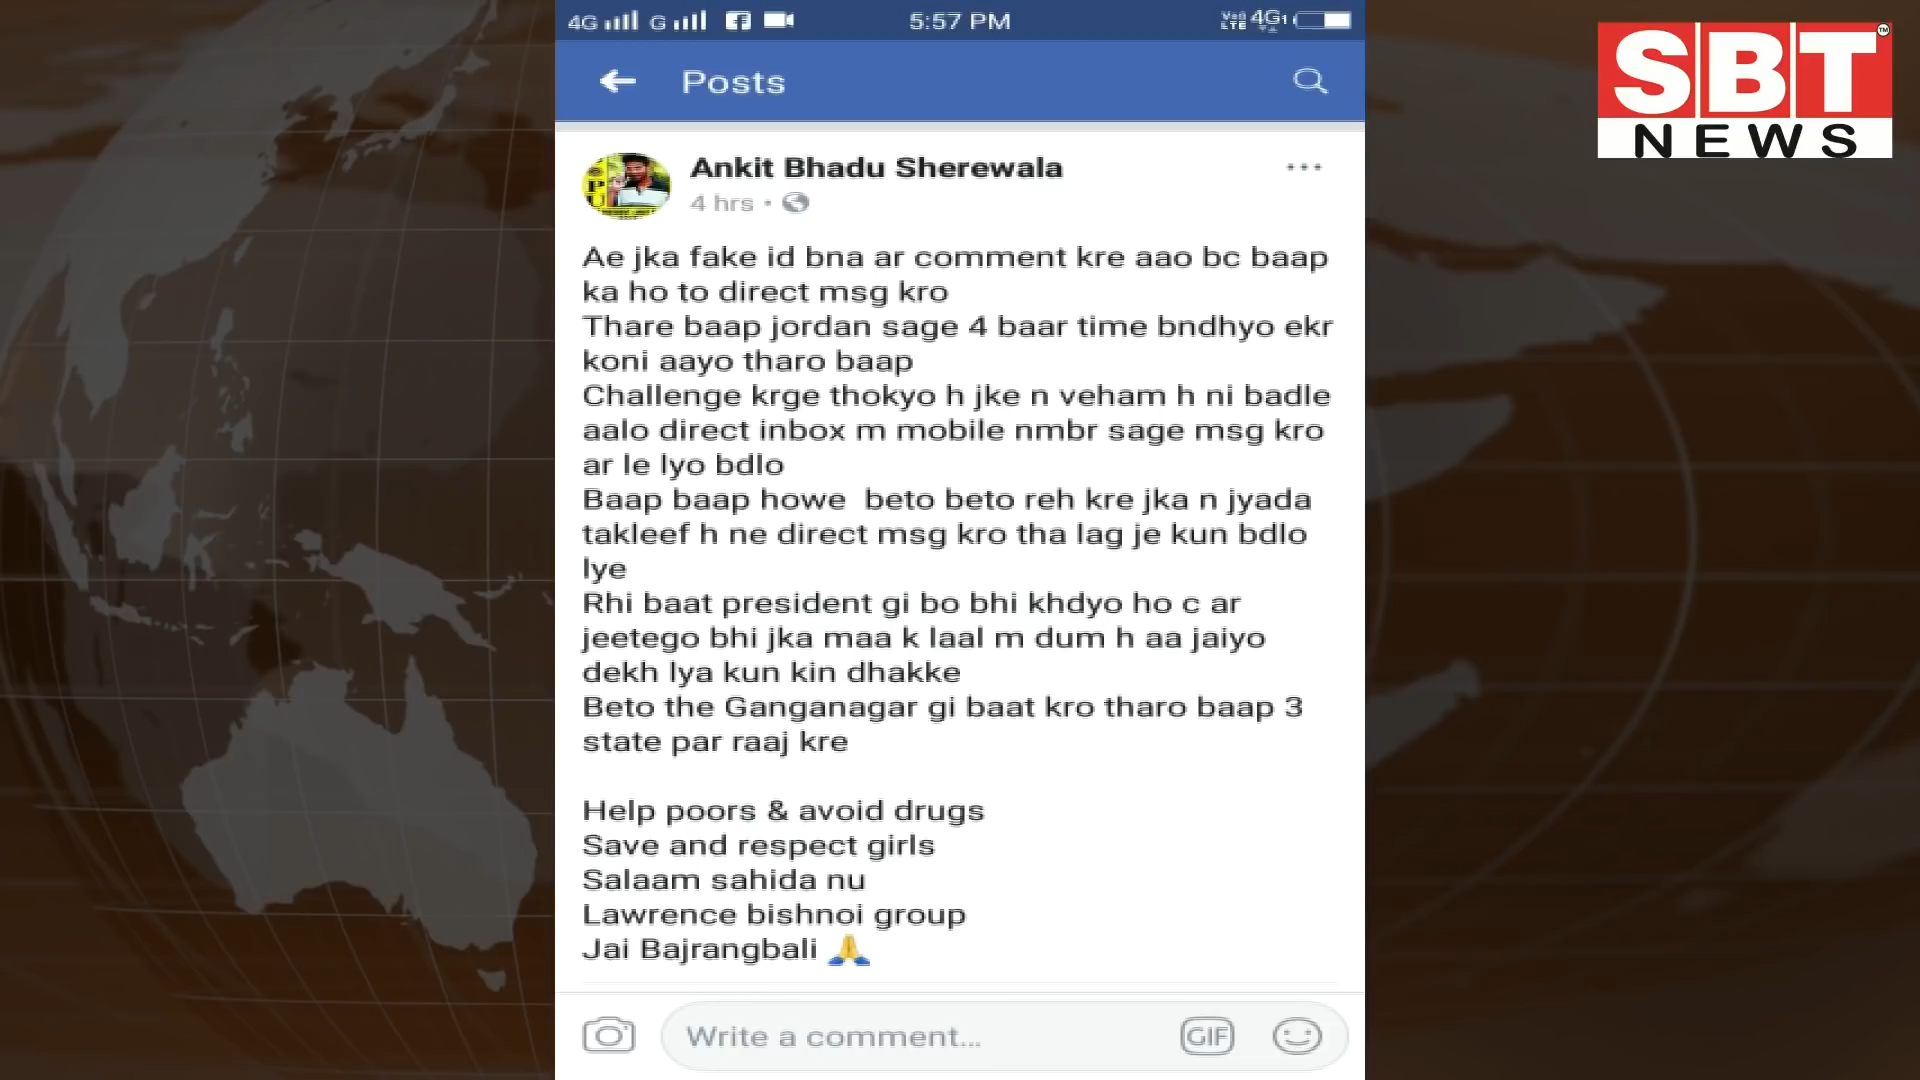 4G G 5:57 PM VoD LTE 4G1
Posts
SBT
TM
NEWS
Ankit Bhadu Sherewala
4 hrs
PU
Ae jka fake id bna ar comment kre aao bc baap
ka ho to direct msg kro
Thare baap jordan sage 4 baar time bndhyo ekr
koni aayo tharo baap
Challenge krge thokyo h jke n veham h ni badle
aalo direct inbox m mobile nmbr sage msg kro
ar le lyo bdlo
Baap baap howe beto beto reh kre jka n jyada
takleef h ne direct msg kro tha lag je kun bdlo
lye
Rhi baat president gi bo bhi khdyo ho c ar
jeetego bhi jka maa k laal m dum h aa jaiyo
dekh lya kun kin dhakke
Beto the Ganganagar gi baat kro tharo baap 3
state par raaj kre
Help poors & avoid drugs
Save and respect girls
Salaam sahida nu
Lawrence bishnoi group
Jai Bajrangbali 🙏
Write a comment... GIF